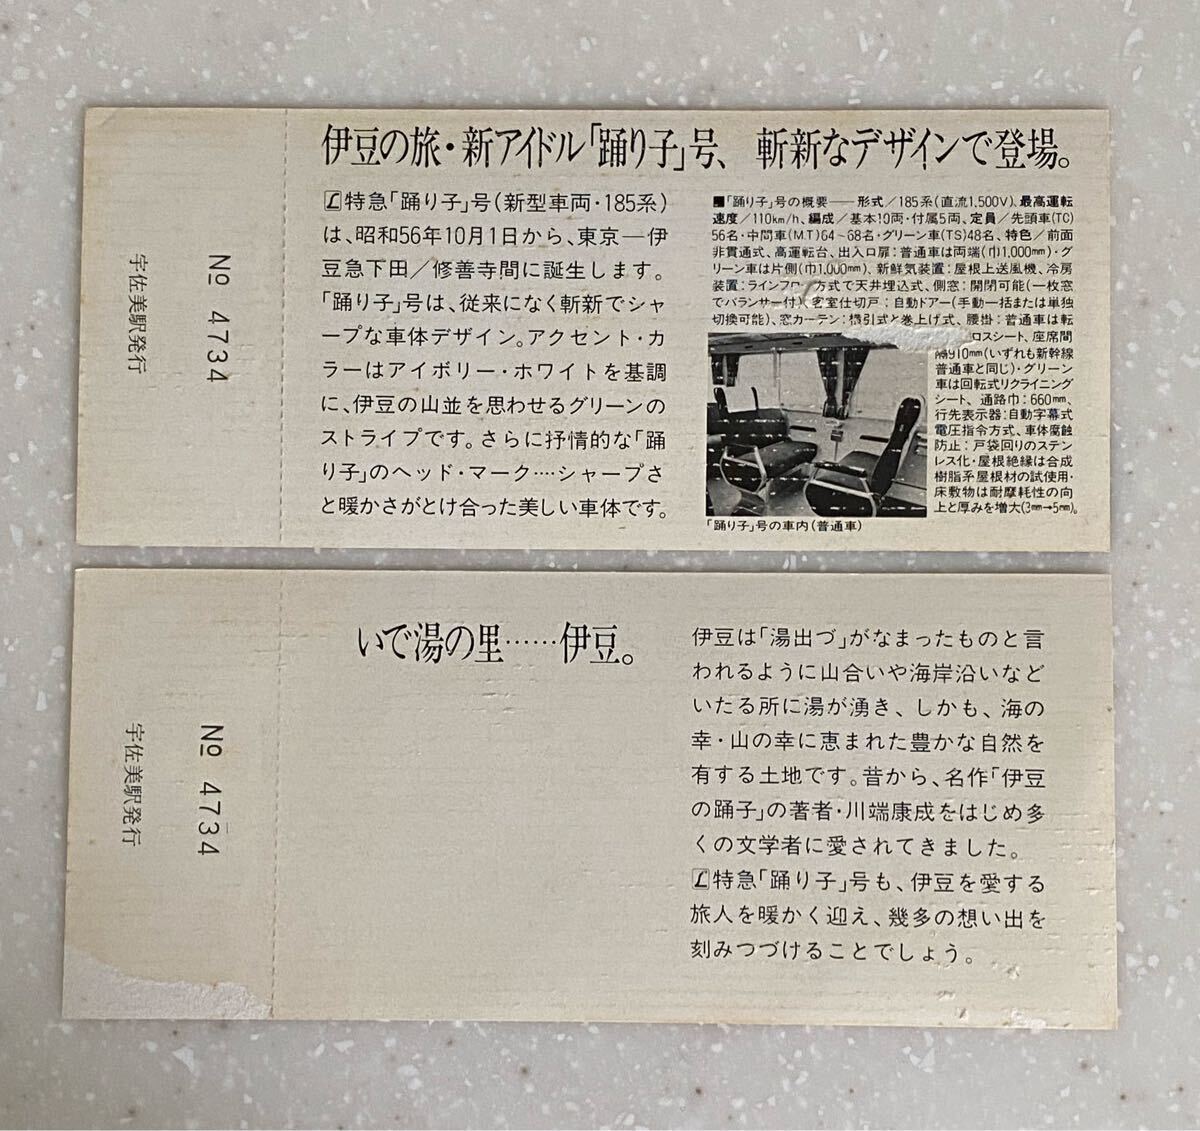 伊豆の旅・新アイドル「踊り子」号、斬新なデザインで登場。
L特急「踊り子」号(新型車両・185系)
は、昭和56年10月1日から、東京―伊
豆急下田/修善寺間に誕生します。
「踊り子」号は、従来になく斬新でシャ
ープな車体デザイン。アクセント・カ
ラーはアイボリー・ホワイトを基調
に、伊豆の山並を思わせるグリーンの
ストライプです。さらに抒情的な「踊
り子」のヘッド・マーク‥‥シャープさ
と暖かさがとけ合った美しい車体です。
■「踊り子」号の概要――形式/185系(直流1,500V)、最高運転
速度/110km/h、編成/基本10両・付属5両、定員/先頭車(TC)
56名・中間車(M.T)64~68名・グリーン車(TS)48名、特色/前面
非貫通式、高運転台、出入口扉:普通車は両端(巾1,000mm)・グ
リーン車は片側(巾1,000mm)、新鮮気装置:屋根上送風機、冷房
装置:ラインフロー方式で天井埋込式、側窓:開閉可能(一枚窓
でバランサー付)、客室仕切戸:自動ドアー(手動一括または単独
切換可能)、窓カーテン:横引式と巻上げ式、腰掛:普通車は転
ロスシート、座席間
隔910mm(いずれも新幹線
普通車と同じ)・グリーン
車は回転式リクライニング
シート、通路巾:660mm、
行先表示器:自動字幕式
電圧指令方式、車体腐蝕
防止:戸袋回りのステン
レス化・屋根絶縁は合成
樹脂系屋根材の試使用・
床敷物は耐摩耗性の向
上と厚みを増大(3mm→5mm)。
「踊り子」号の車内(普通車)
№ 4734
宇佐美駅発行
いで湯の里……伊豆。
伊豆は「湯出づ」がなまったものと言
われるように山合いや海岸沿いなど
いたる所に湯が湧き、しかも、海の
幸・山の幸に恵まれた豊かな自然を
有する土地です。昔から、名作「伊豆
の踊子」の著者・川端康成をはじめ多
くの文学者に愛されてきました。
L特急「踊り子」号も、伊豆を愛する
旅人を暖かく迎え、幾多の想い出を
刻みつづけることでしょう。
№ 4734
宇佐美駅発行